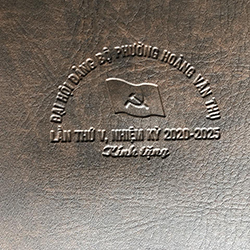 ĐẠI HỘI ĐẢNG BỘ PHƯỜNG HOÀNG VĂN THỤ
LẦN THỨ V, NHIỆM KỲ 2020-2025
Kính tặng